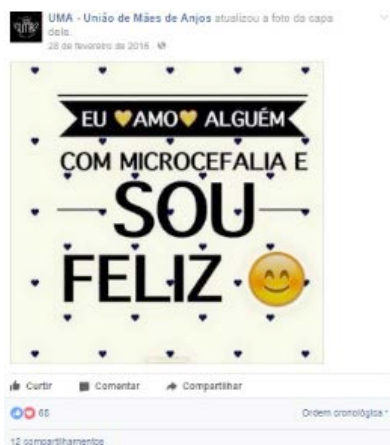 UMA - União de Mães de Anjos atualizou a foto da capa
dela.
28 de fevereiro de 2016
EU AMO ALGUÉM
COM MICROCEFALIA E
SOU
FELIZ
Curtir Comentar Compartilhar
65 Ordem cronológica
12 compartilhamentos